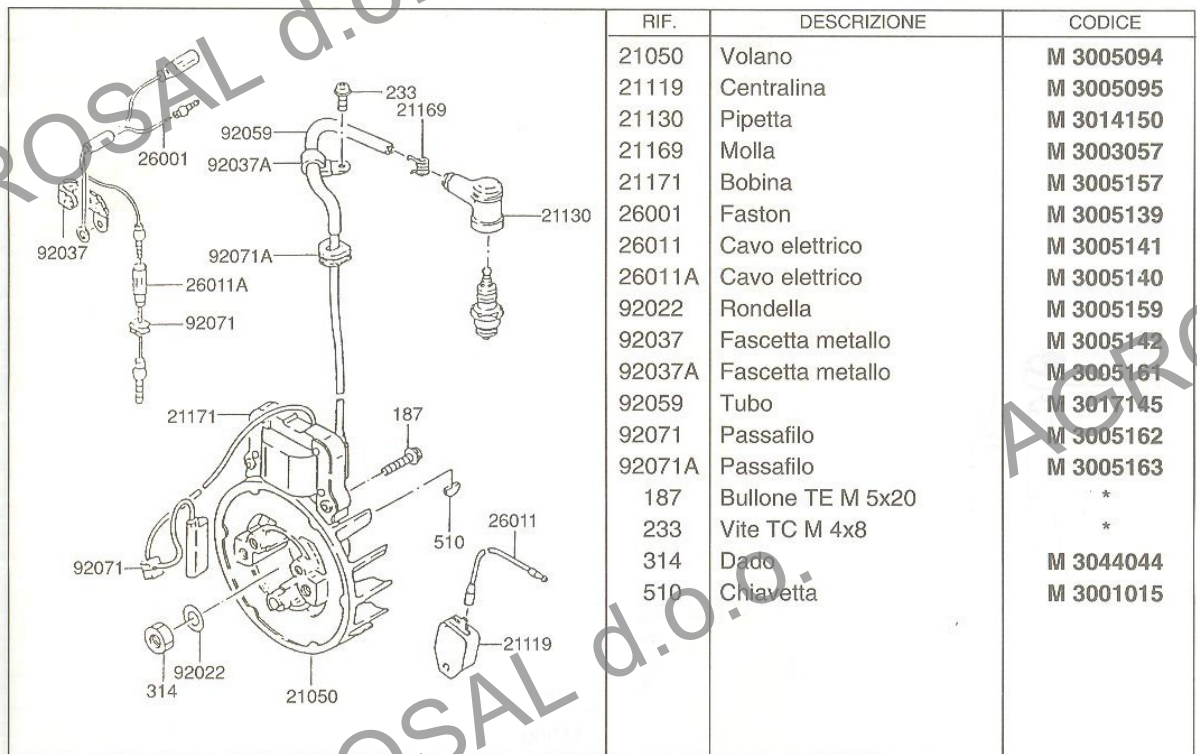 AGROSAL d.o.o.
233
21169
92059
92037A
26001
21130
92037
92071A
26011A
92071
21171
187
26011
510
92071
21119
92022
314
21050
RIF. DESCRIZIONE CODICE
21050 Volano M 3005094
21119 Centralina M 3005095
21130 Pipetta M 3014150
21169 Molla M 3003057
21171 Bobina M 3005157
26001 Faston M 3005139
26011 Cavo elettrico M 3005141
26011A Cavo elettrico M 3005140
92022 Rondella M 3005159
92037 Fascetta metallo M 3005142
92037A Fascetta metallo M 3005161
92059 Tubo M 3017145
92071 Passafilo M 3005162
92071A Passafilo M 3005163
187 Bullone TE M 5x20 *
233 Vite TC M 4x8 *
314 Dado M 3044044
510 Chiavetta M 3001015
AGRO
OSAL d.o.o.